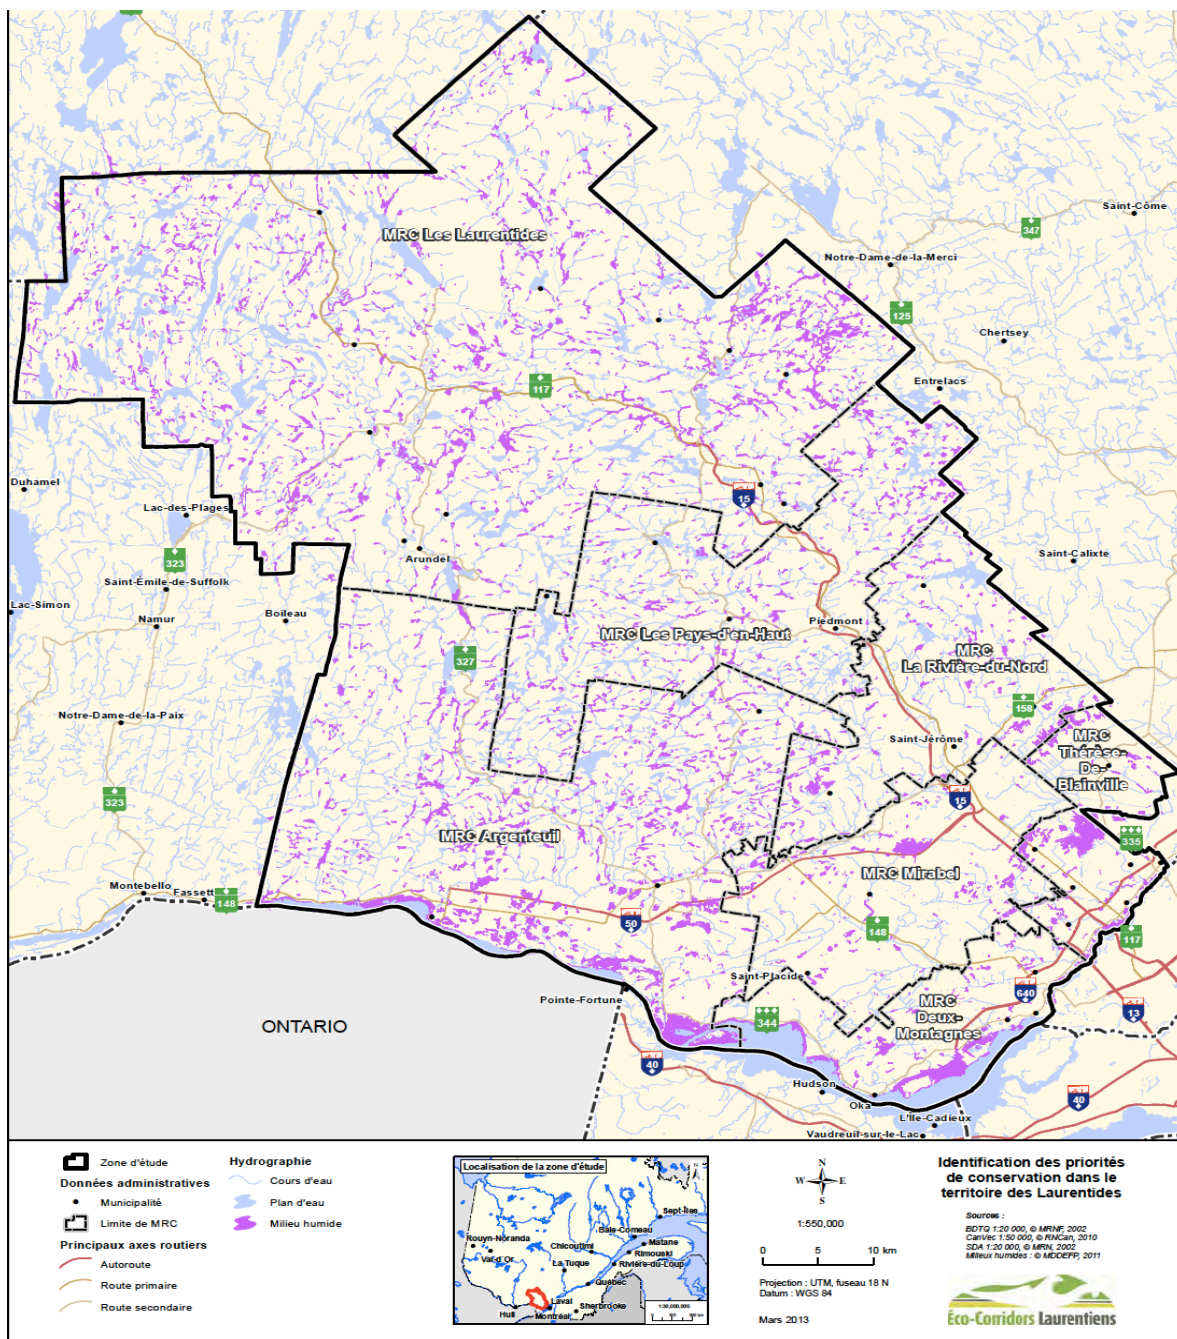 Saint-Côme
347
MRC Les Laurentides
Notre-Dame-de-la-Merci
125
Chertsey
Entrelacs
117
Duhamel
15
Lac-des-Plages
Arundel
323
Saint-Calixte
Saint-Émile-de-Suffolk
Lac-Simon
Boileau
Namur
Piedmont
MRC Les Pays-d'en-Haut
MRC
La Rivière-du-Nord
327
158
Notre-Dame-de-la-Paix
Saint-Jérôme
MRC
Thérèse-
De-
Blainville
323
15
MRC Argenteuil
335
MRC Mirabel
Montebello
Fassett
148
50
148
117
Saint-Placide
Pointe-Fortune
640
MRC
Deux-
Montagnes
344
13
ONTARIO
40
Hudson
Oka
40
L'Île-Cadieux
Vaudreuil-sur-le-Lac
Zone d'étude
Données administratives
Municipalité
Limite de MRC
Principaux axes routiers
Autoroute
Route primaire
Route secondaire
Hydrographie
Cours d'eau
Plan d'eau
Milieu humide
Localisation de la zone d'étude
N
Sept-Îles
Baie-Comeau
Rouyn-Noranda
Matane
Chicoutimi
Rimouski
Val-d'Or
La Tuque
Rivière-du-Loup
Québec
Laval
Hull
Montréal
Sherbrooke
N
W E
S
1:550,000
0 5 10 km
Projection : UTM, fuseau 18 N
Datum : WGS 84
Mars 2013
Identification des priorités
de conservation dans le
territoire des Laurentides
Sources :
BDTQ 1:20 000, © MRNF, 2002
CanVec 1:50 000, © RNCan, 2010
SDA 1:20 000, © MRN, 2002
Milieux humides : © MDDEFP, 2011
Éco-Corridors Laurentiens